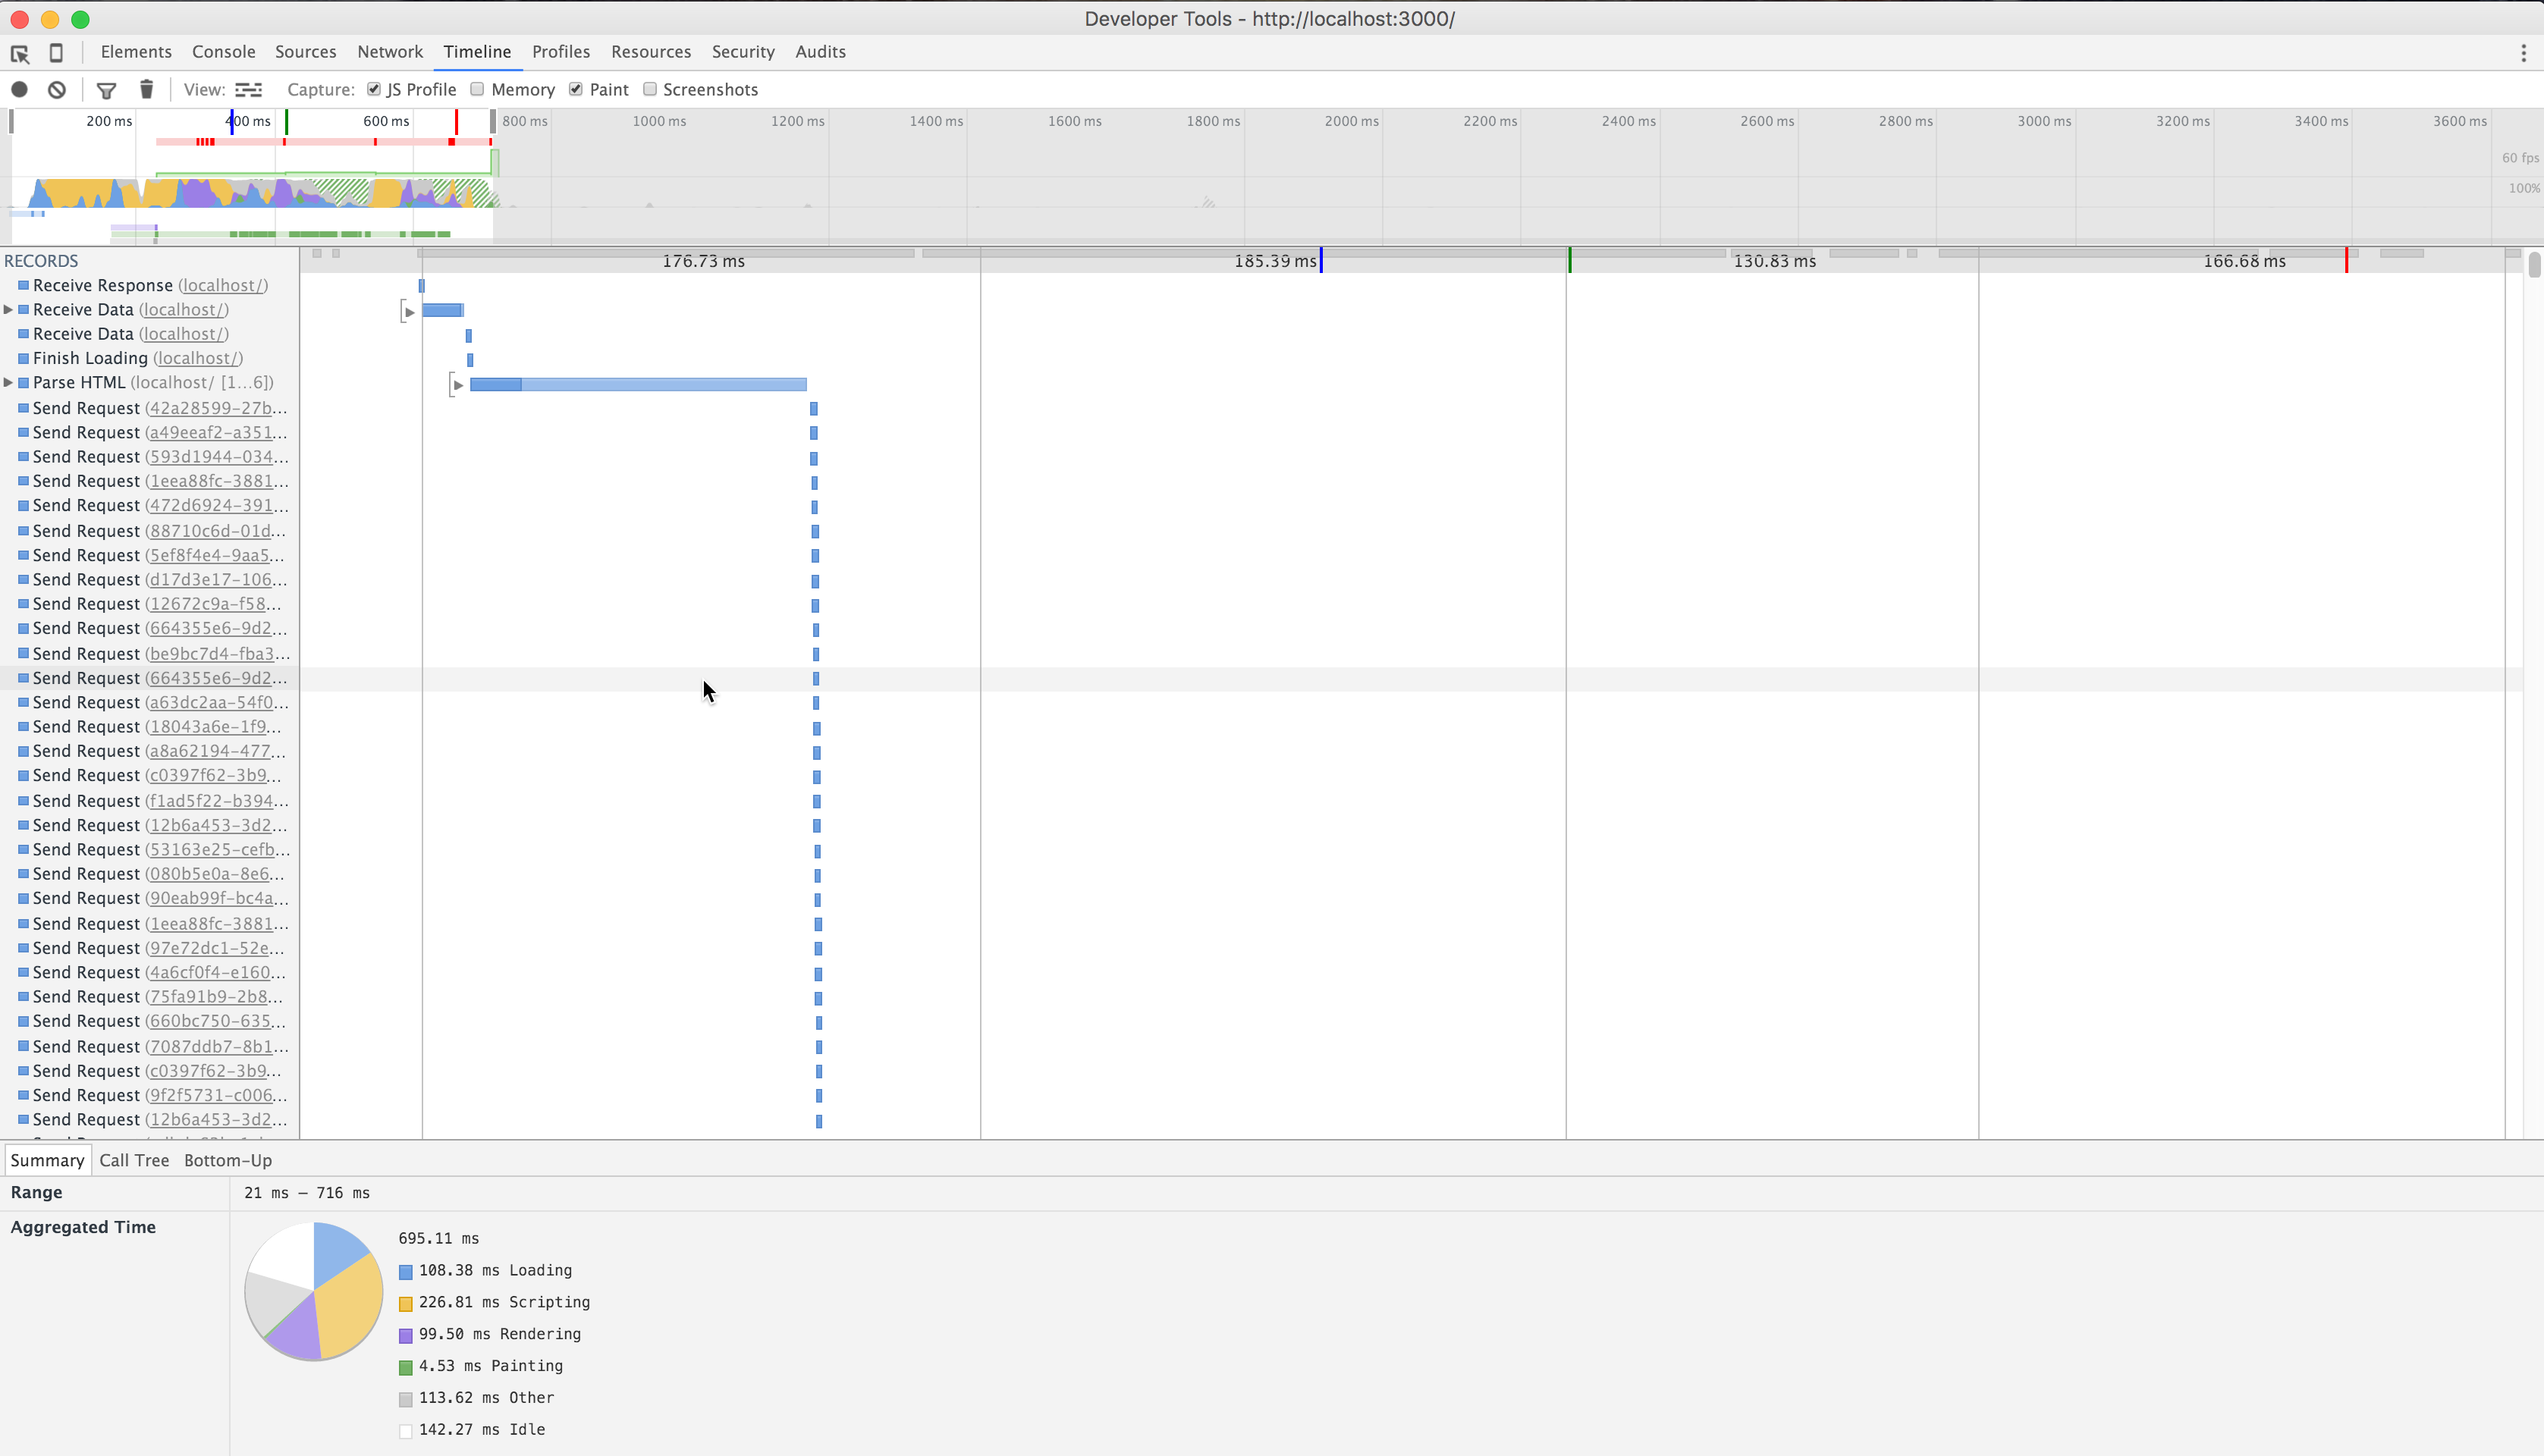 Developer Tools - http://localhost:3000/
Elements Console Sources Network Timeline Profiles Resources Security Audits
View: Capture: JS Profile Memory Paint Screenshots
200 ms 400 ms 600 ms 800 ms 1000 ms 1200 ms 1400 ms 1600 ms 1800 ms 2000 ms 2200 ms 2400 ms 2600 ms 2800 ms 3000 ms 3200 ms 3400 ms 3600 ms
60 fps
100%
RECORDS 176.73 ms 185.39 ms 130.83 ms 166.68 ms
Receive Response (localhost/)
Receive Data (localhost/)
Receive Data (localhost/)
Finish Loading (localhost/)
Parse HTML (localhost/ [1...6])
Send Request (42a28599-27b...
Send Request (a49eeaf2-a351...
Send Request (593d1944-034...
Send Request (1eea88fc-3881...
Send Request (472d6924-391...
Send Request (88710c6d-01d...
Send Request (5ef8f4e4-9aa5...
Send Request (d17d3e17-106...
Send Request (12672c9a-f58...
Send Request (664355e6-9d2...
Send Request (be9bc7d4-fba3...
Send Request (664355e6-9d2...
Send Request (a63dc2aa-54f0...
Send Request (18043a6e-1f9...
Send Request (a8a62194-477...
Send Request (c0397f62-3b9...
Send Request (f1ad5f22-b394...
Send Request (12b6a453-3d2...
Send Request (53163e25-cefb...
Send Request (080b5e0a-8e6...
Send Request (90eab99f-bc4a...
Send Request (1eea88fc-3881...
Send Request (97e72dc1-52e...
Send Request (4a6cf0f4-e160...
Send Request (75fa91b9-2b8...
Send Request (660bc750-635...
Send Request (7087ddb7-8b1...
Send Request (c0397f62-3b9...
Send Request (9f2f5731-c006...
Send Request (12b6a453-3d2...
Summary Call Tree Bottom-Up
Range 21 ms – 716 ms
Aggregated Time
695.11 ms
108.38 ms Loading
226.81 ms Scripting
99.50 ms Rendering
4.53 ms Painting
113.62 ms Other
142.27 ms Idle